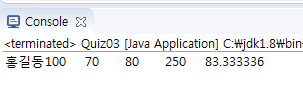 Console
<terminated> Quiz03 [Java Application] C:\jdk1.8\bin
홍길동100 70 80 250 83.333336